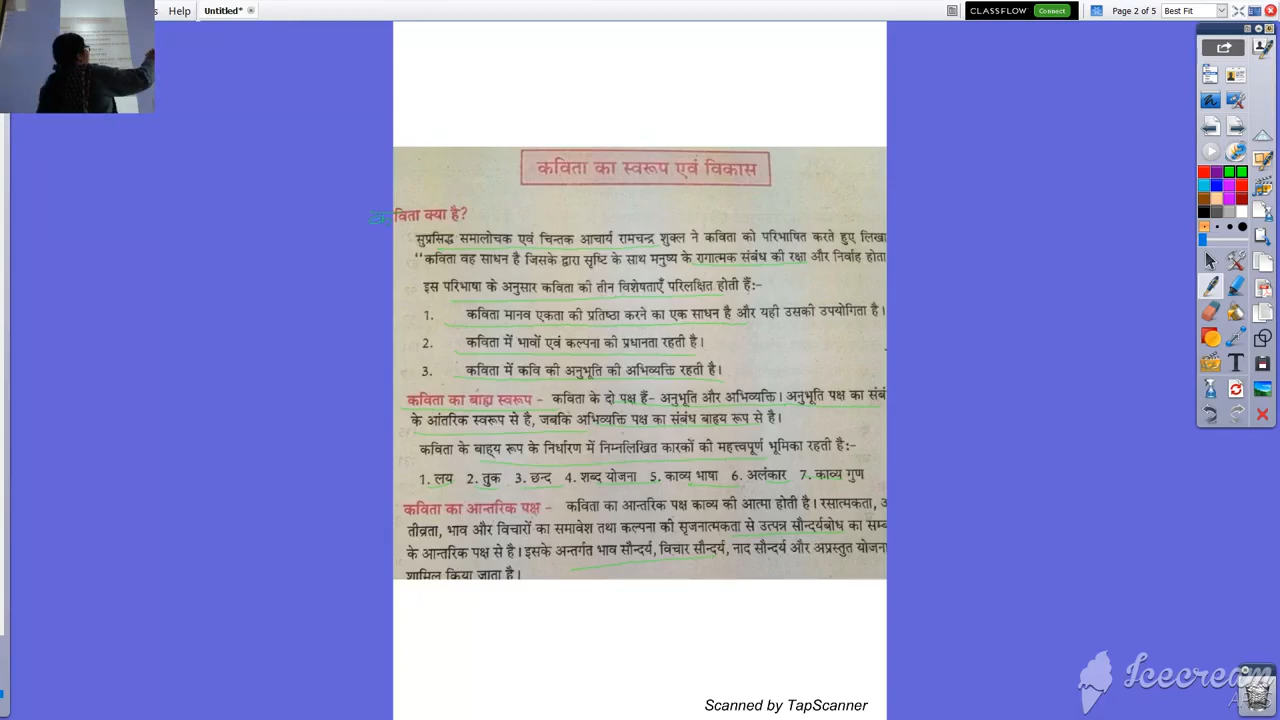 Help
Untitled*
CLASSFLOW Connect
Page 2 of 5
Best Fit
कविता का स्वरूप एवं विकास
विता क्या है?
सुप्रसिद्ध समालोचक एवं चिन्तक आचार्य रामचन्द्र शुक्ल ने कविता को परिभाषित करते हुए लिखा
"कविता वह साधन है जिसके द्वारा सृष्टि के साथ मनुष्य के रागात्मक संबंध की रक्षा और निर्वाह होता
इस परिभाषा के अनुसार कविता की तीन विशेषताएँ परिलक्षित होती हैं:-
1. कविता मानव एकता की प्रतिष्ठा करने का एक साधन है और यही उसकी उपयोगिता है।
2. कविता में भावों एवं कल्पना की प्रधानता रहती है।
3. कविता में कवि की अनुभूति की अभिव्यक्ति रहती है।
कविता का बाह्य स्वरूप - कविता के दो पक्ष हैं- अनुभूति और अभिव्यक्ति। अनुभूति पक्ष का संबं
के आंतरिक स्वरूप से है, जबकि अभिव्यक्ति पक्ष का संबंध बाह्य रूप से है।
कविता के बाह्य रूप के निर्धारण में निम्नलिखित कारकों की महत्त्वपूर्ण भूमिका रहती है:-
1. लय 2. तुक 3. छन्द 4. शब्द योजना 5. काव्य भाषा 6. अलंकार 7. काव्य गुण
कविता का आन्तरिक पक्ष - कविता का आन्तरिक पक्ष काव्य की आत्मा होती है। रसात्मकता,
तीव्रता, भाव और विचारों का समावेश तथा कल्पना की सृजनात्मकता से उत्पन्न सौन्दर्यबोध का सम्ब
के आन्तरिक पक्ष से है। इसके अन्तर्गत भाव सौन्दर्य, विचार सौन्दर्य, नाद सौन्दर्य और अप्रस्तुत योजना
शामिल किया जाता है।
Scanned by TapScanner
Icecream
APPS